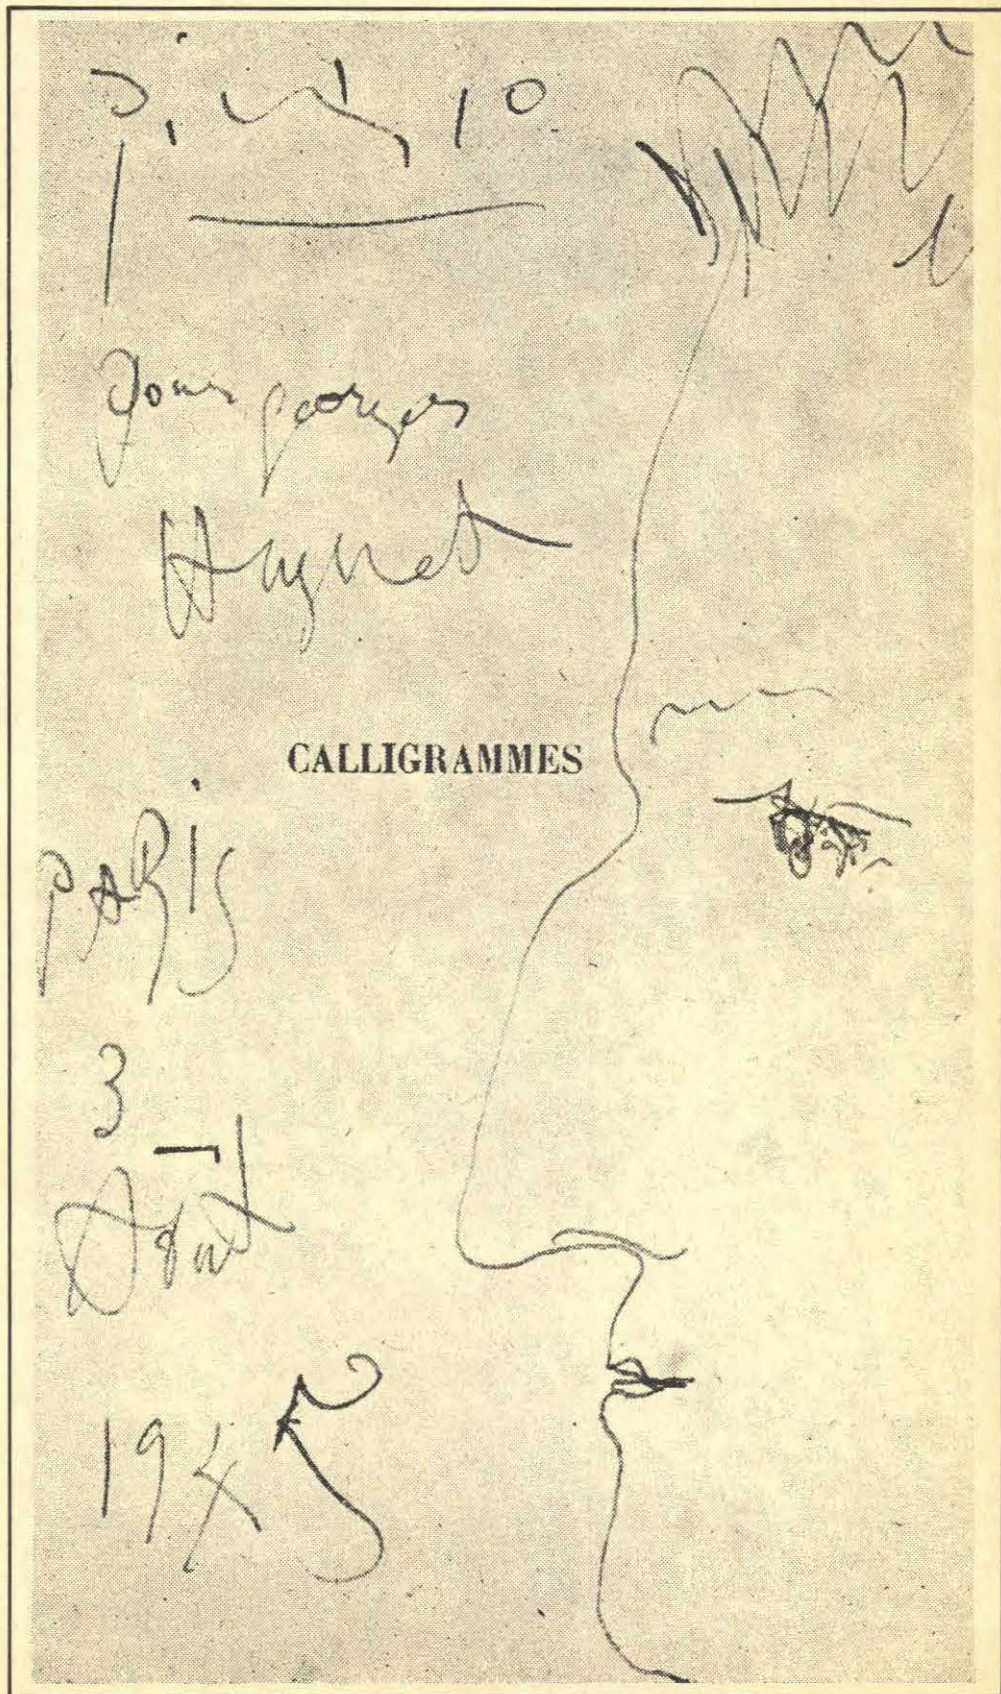 Picasso
pour georges
Hugnet
CALLIGRAMMES
PARiS
3
Août
1945